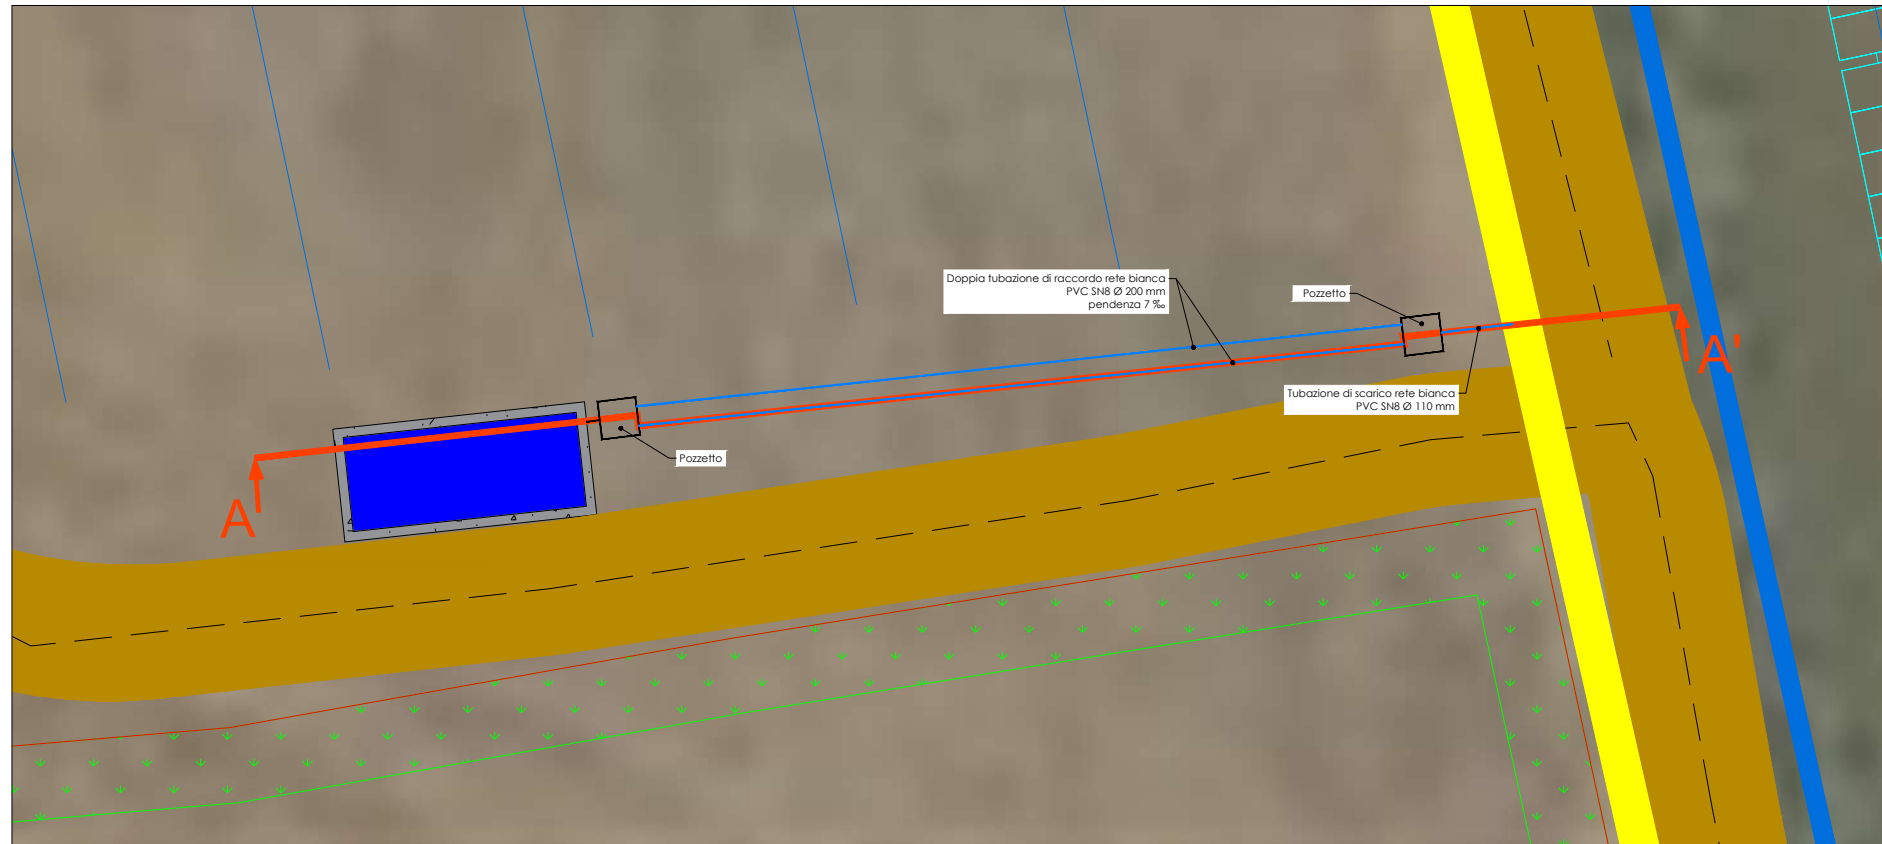 Doppia tubazione di raccordo rete bianca
PVC SN8 Ø 200 mm
pendenza 7 ‰
Pozzetto
A'
Tubazione di scarico rete bianca
PVC SN8 Ø 110 mm
Pozzetto
A